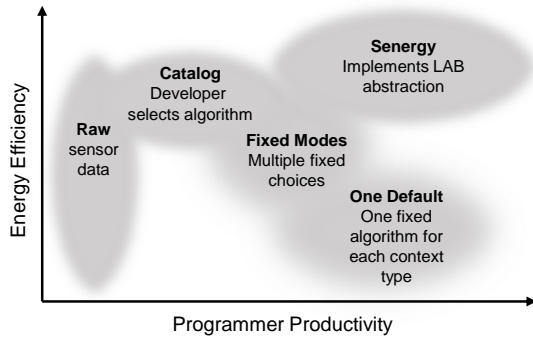 Senergy
Implements LAB
abstraction
Catalog
Developer
selects algorithm
Raw
sensor
data
Fixed Modes
Multiple fixed
choices
One Default
One fixed
algorithm for
each context
type
Energy Efficiency
Programmer Productivity